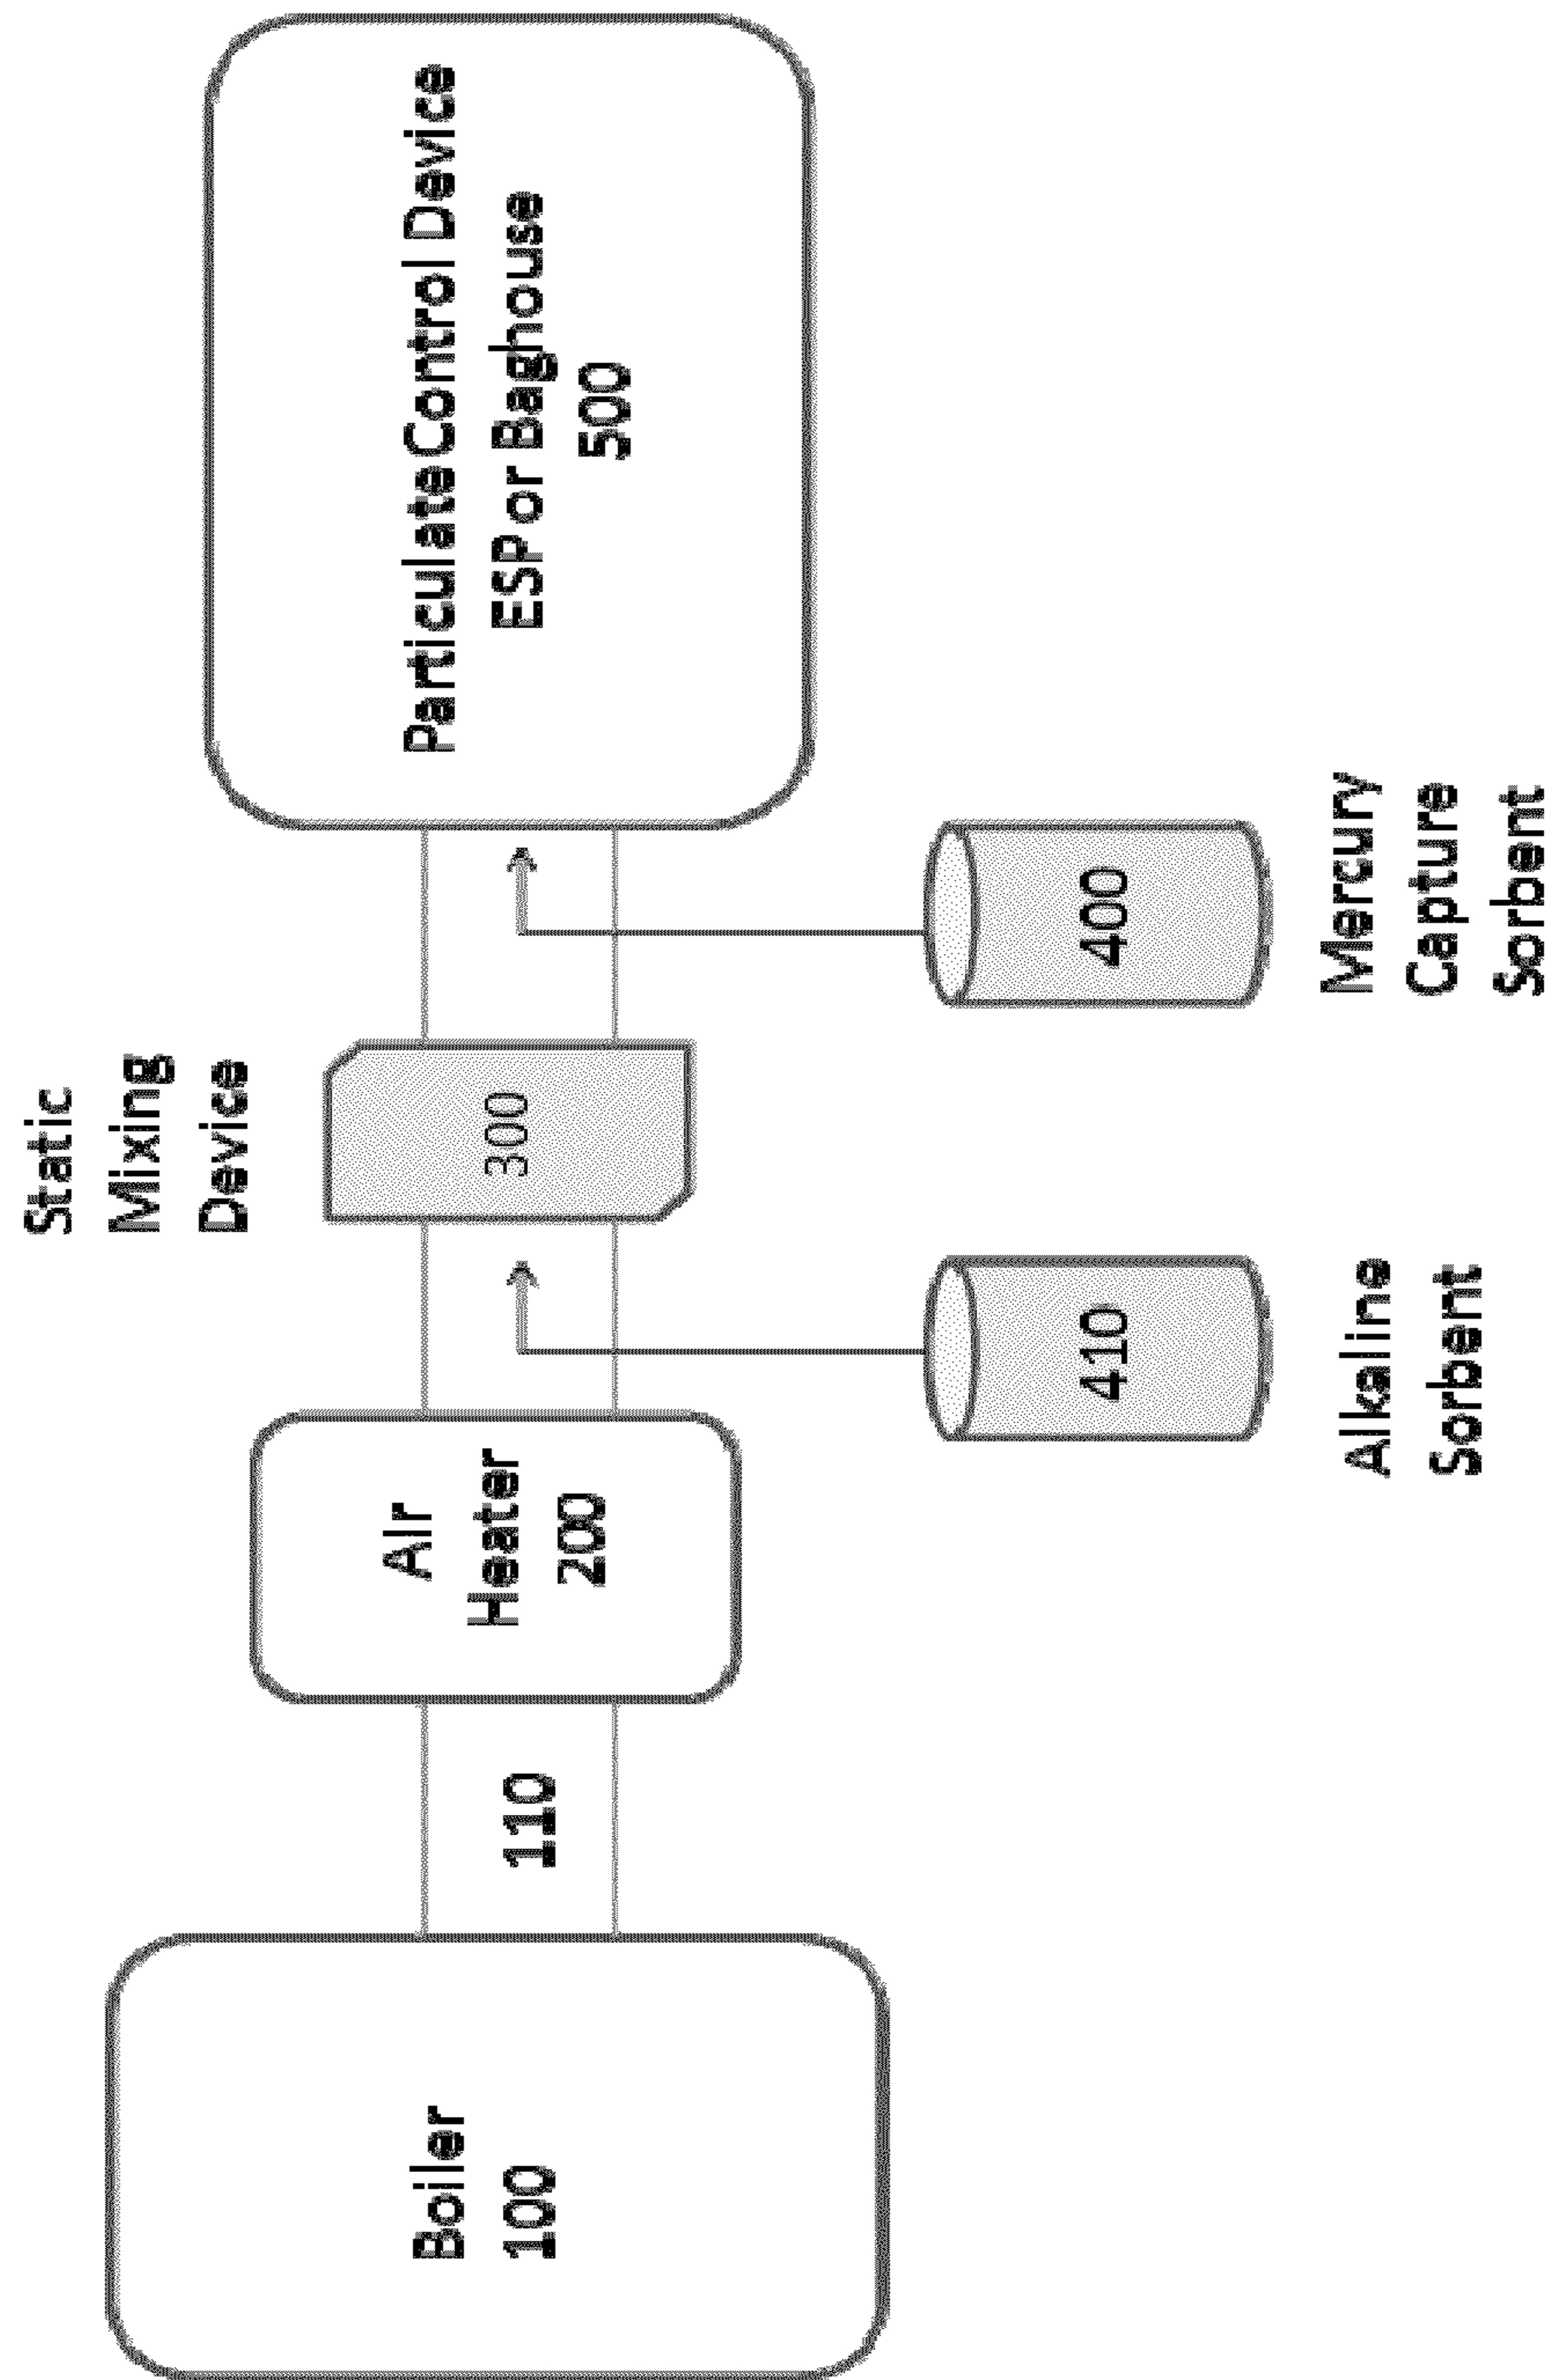 Static
Mixing
Device
Boiler
100
110
Air
Heater
200
300
Particulate Control Device
ESP or Baghouse
500
410
400
Alkaline
Sorbent
Mercury
Capture
Sorbent